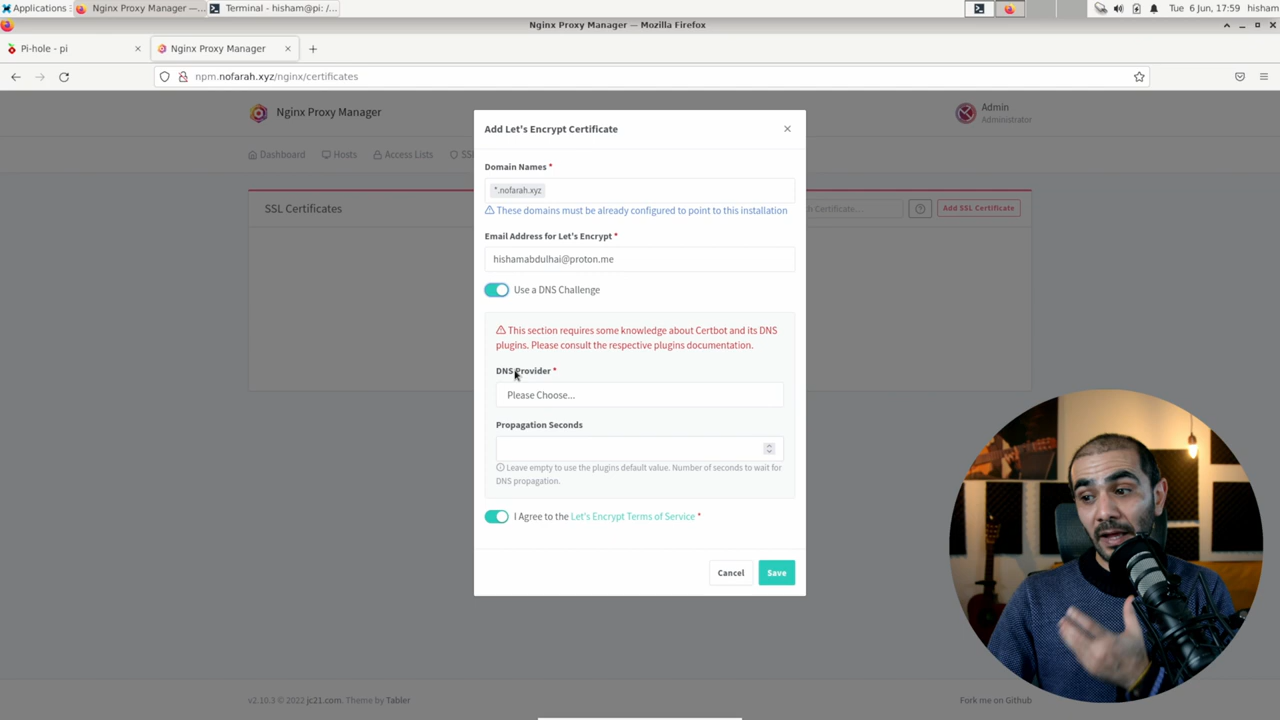 Applications
Nginx Proxy Manager —...
Terminal - hisham@pi: /...
Tue 6 Jun, 17:59
hisham
Nginx Proxy Manager — Mozilla Firefox
Pi-hole - pi
Nginx Proxy Manager
npm.nofarah.xyz/nginx/certificates
Nginx Proxy Manager
Admin
Administrator
Dashboard
Hosts
Access Lists
SS
SSL Certificates
h Certificate...
Add SSL Certificate
Add Let's Encrypt Certificate
Domain Names *
*.nofarah.xyz
These domains must be already configured to point to this installation
Email Address for Let's Encrypt *
hishamabdulhai@proton.me
Use a DNS Challenge
This section requires some knowledge about Certbot and its DNS
plugins. Please consult the respective plugins documentation.
DNS Provider *
Please Choose...
Propagation Seconds
Leave empty to use the plugins default value. Number of seconds to wait for
DNS propagation.
I Agree to the Let's Encrypt Terms of Service *
Cancel
Save
v2.10.3 © 2022 jc21.com. Theme by Tabler
Fork me on Github